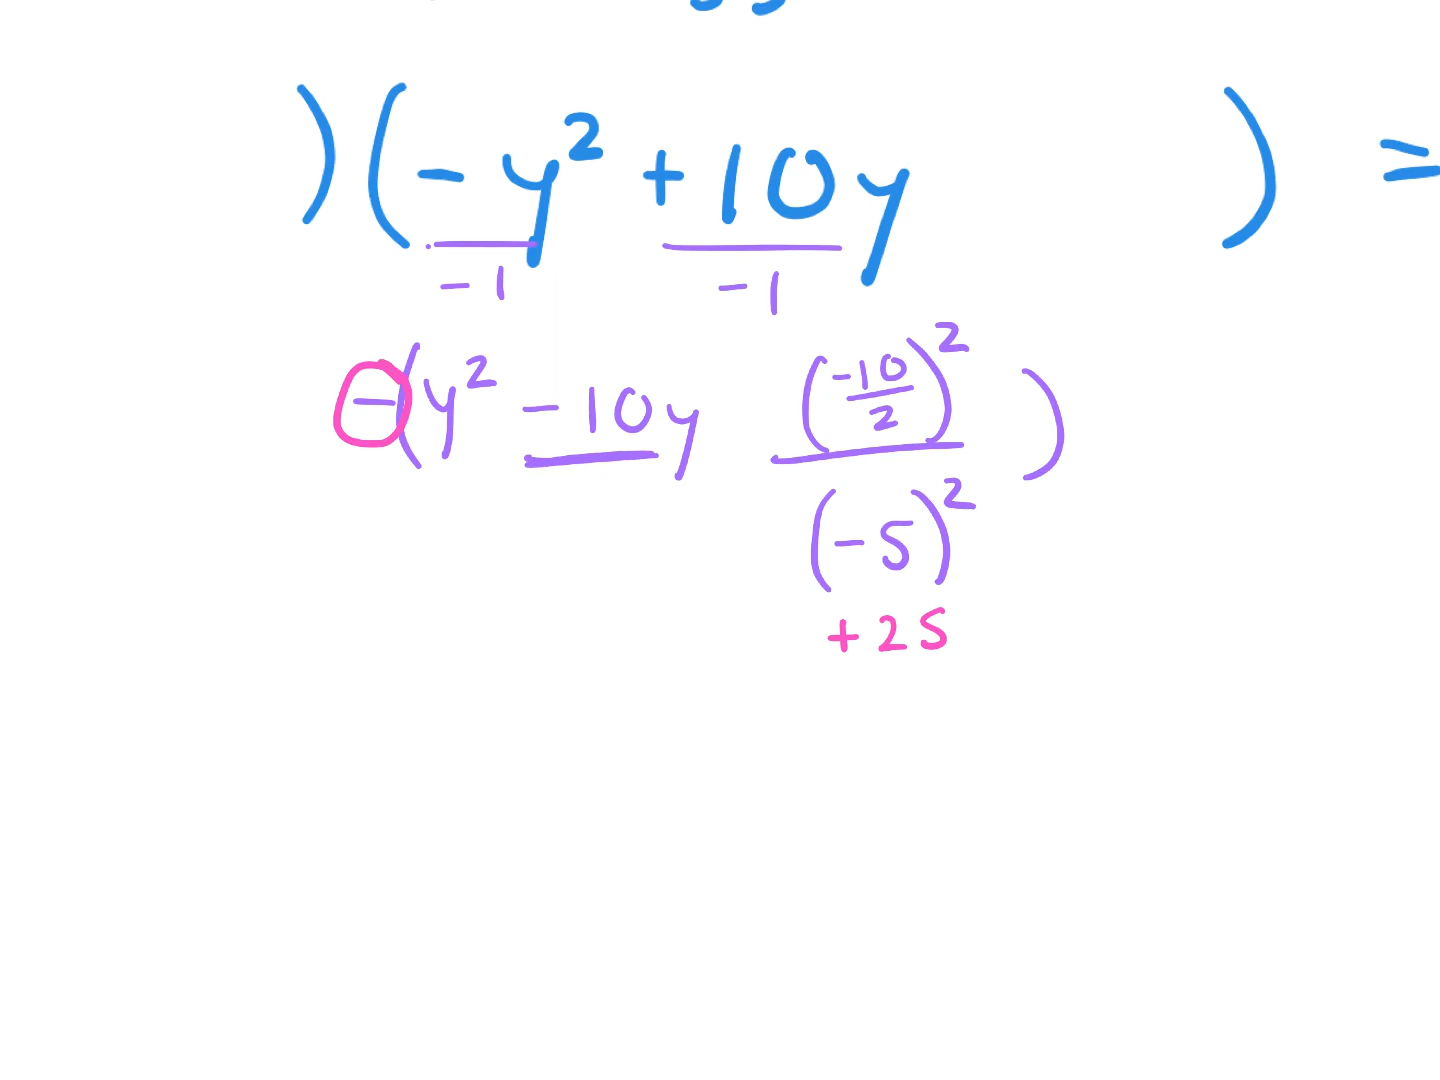 ) ( - y² + 10y ) =
-1 -1
- ( y² - 10y (-10/2)² )
(-5)²
+25